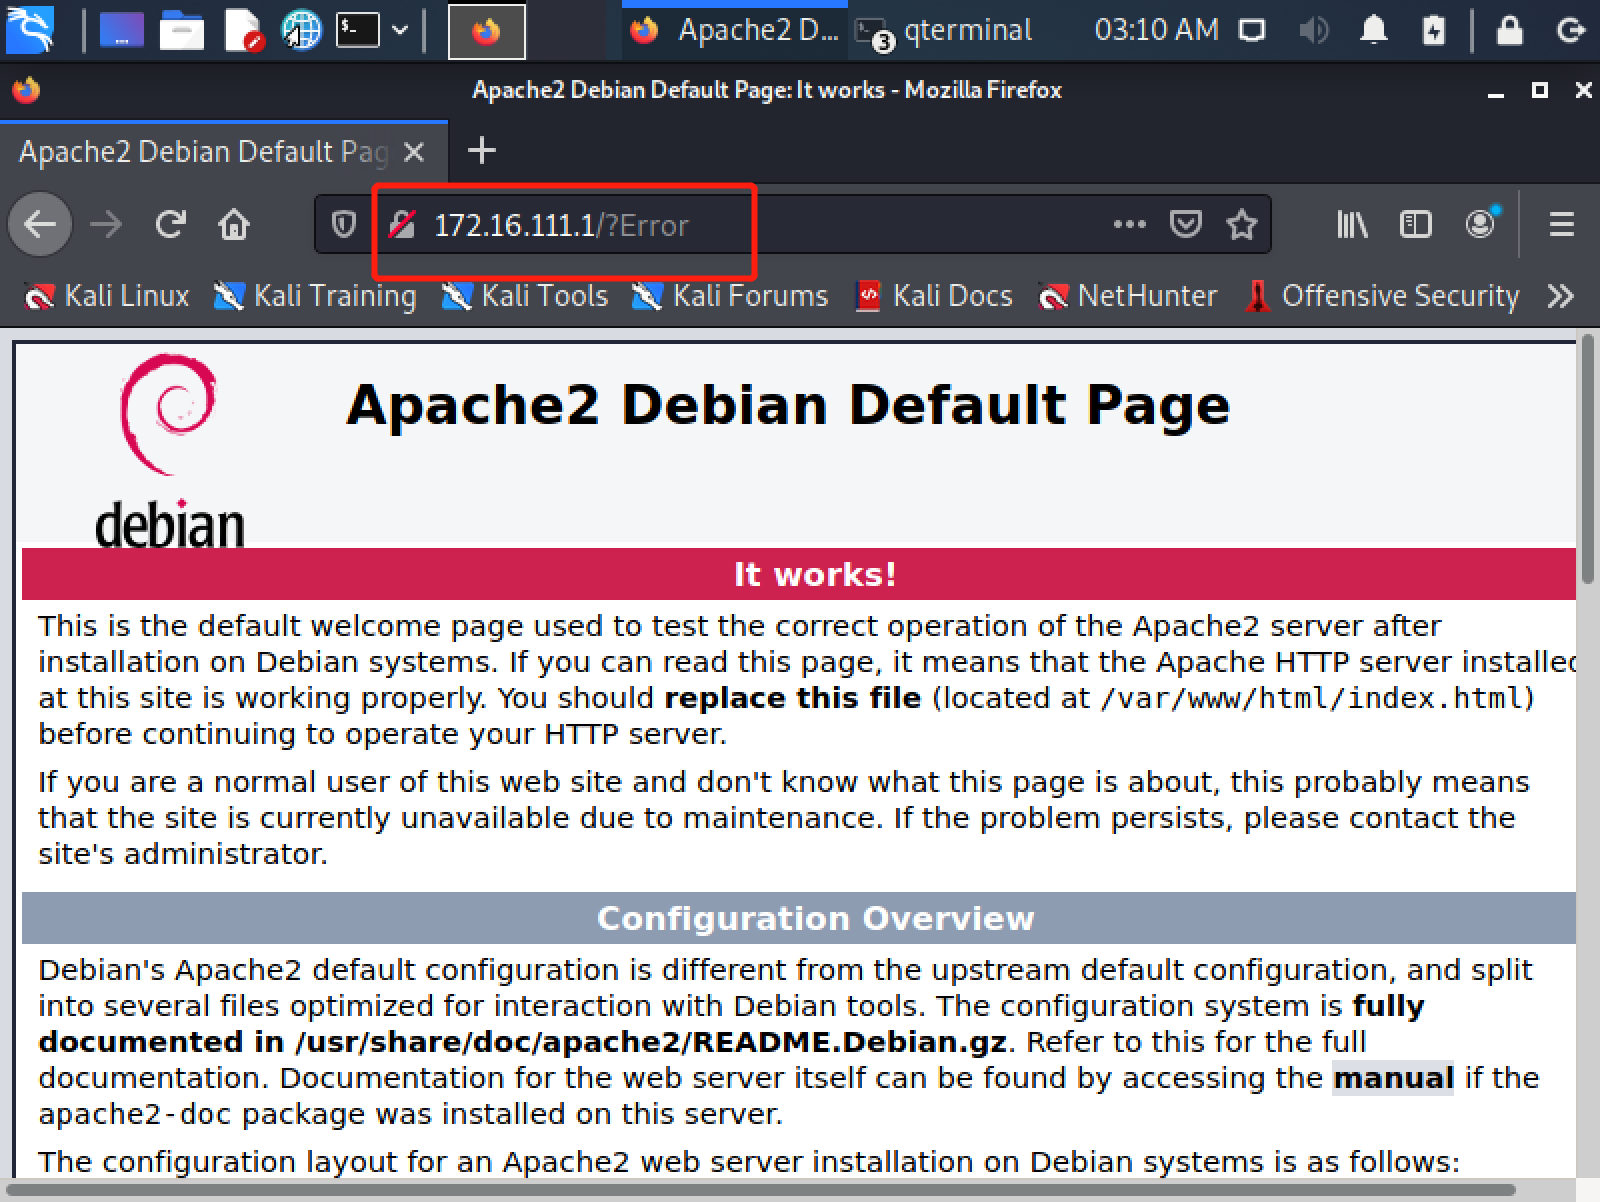 $-
Apache2 D...
3
qterminal
03:10 AM
Apache2 Debian Default Page: It works - Mozilla Firefox
Apache2 Debian Default Pag
172.16.111.1/?Error
Kali Linux
Kali Training
Kali Tools
Kali Forums
Kali Docs
NetHunter
Offensive Security
Apache2 Debian Default Page
debian
It works!
This is the default welcome page used to test the correct operation of the Apache2 server after
installation on Debian systems. If you can read this page, it means that the Apache HTTP server installed
at this site is working properly. You should replace this file (located at /var/www/html/index.html)
before continuing to operate your HTTP server.
If you are a normal user of this web site and don't know what this page is about, this probably means
that the site is currently unavailable due to maintenance. If the problem persists, please contact the
site's administrator.
Configuration Overview
Debian's Apache2 default configuration is different from the upstream default configuration, and split
into several files optimized for interaction with Debian tools. The configuration system is fully
documented in /usr/share/doc/apache2/README.Debian.gz. Refer to this for the full
documentation. Documentation for the web server itself can be found by accessing the manual if the
apache2-doc package was installed on this server.
The configuration layout for an Apache2 web server installation on Debian systems is as follows: